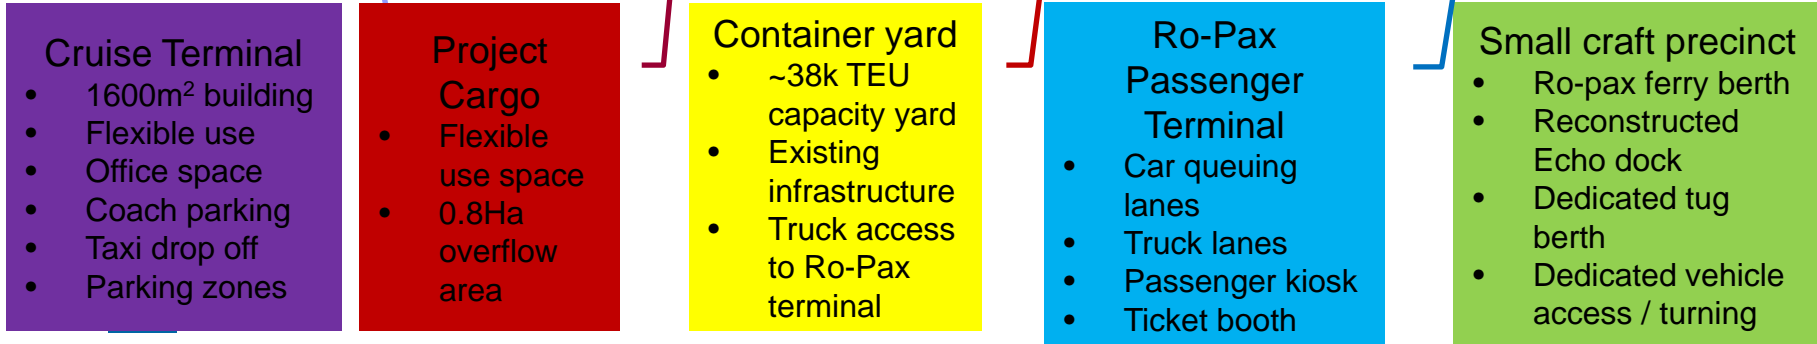 Cruise Terminal
• 1600m² building
• Flexible use
• Office space
• Coach parking
• Taxi drop off
• Parking zones
Project
Cargo
• Flexible
use space
• 0.8Ha
overflow
area
Container yard
• ~38k TEU
capacity yard
• Existing
infrastructure
• Truck access
to Ro-Pax
terminal
Ro-Pax
Passenger
Terminal
• Car queuing
lanes
• Truck lanes
• Passenger kiosk
• Ticket booth
Small craft precinct
• Ro-pax ferry berth
• Reconstructed
Echo dock
• Dedicated tug
berth
• Dedicated vehicle
access / turning